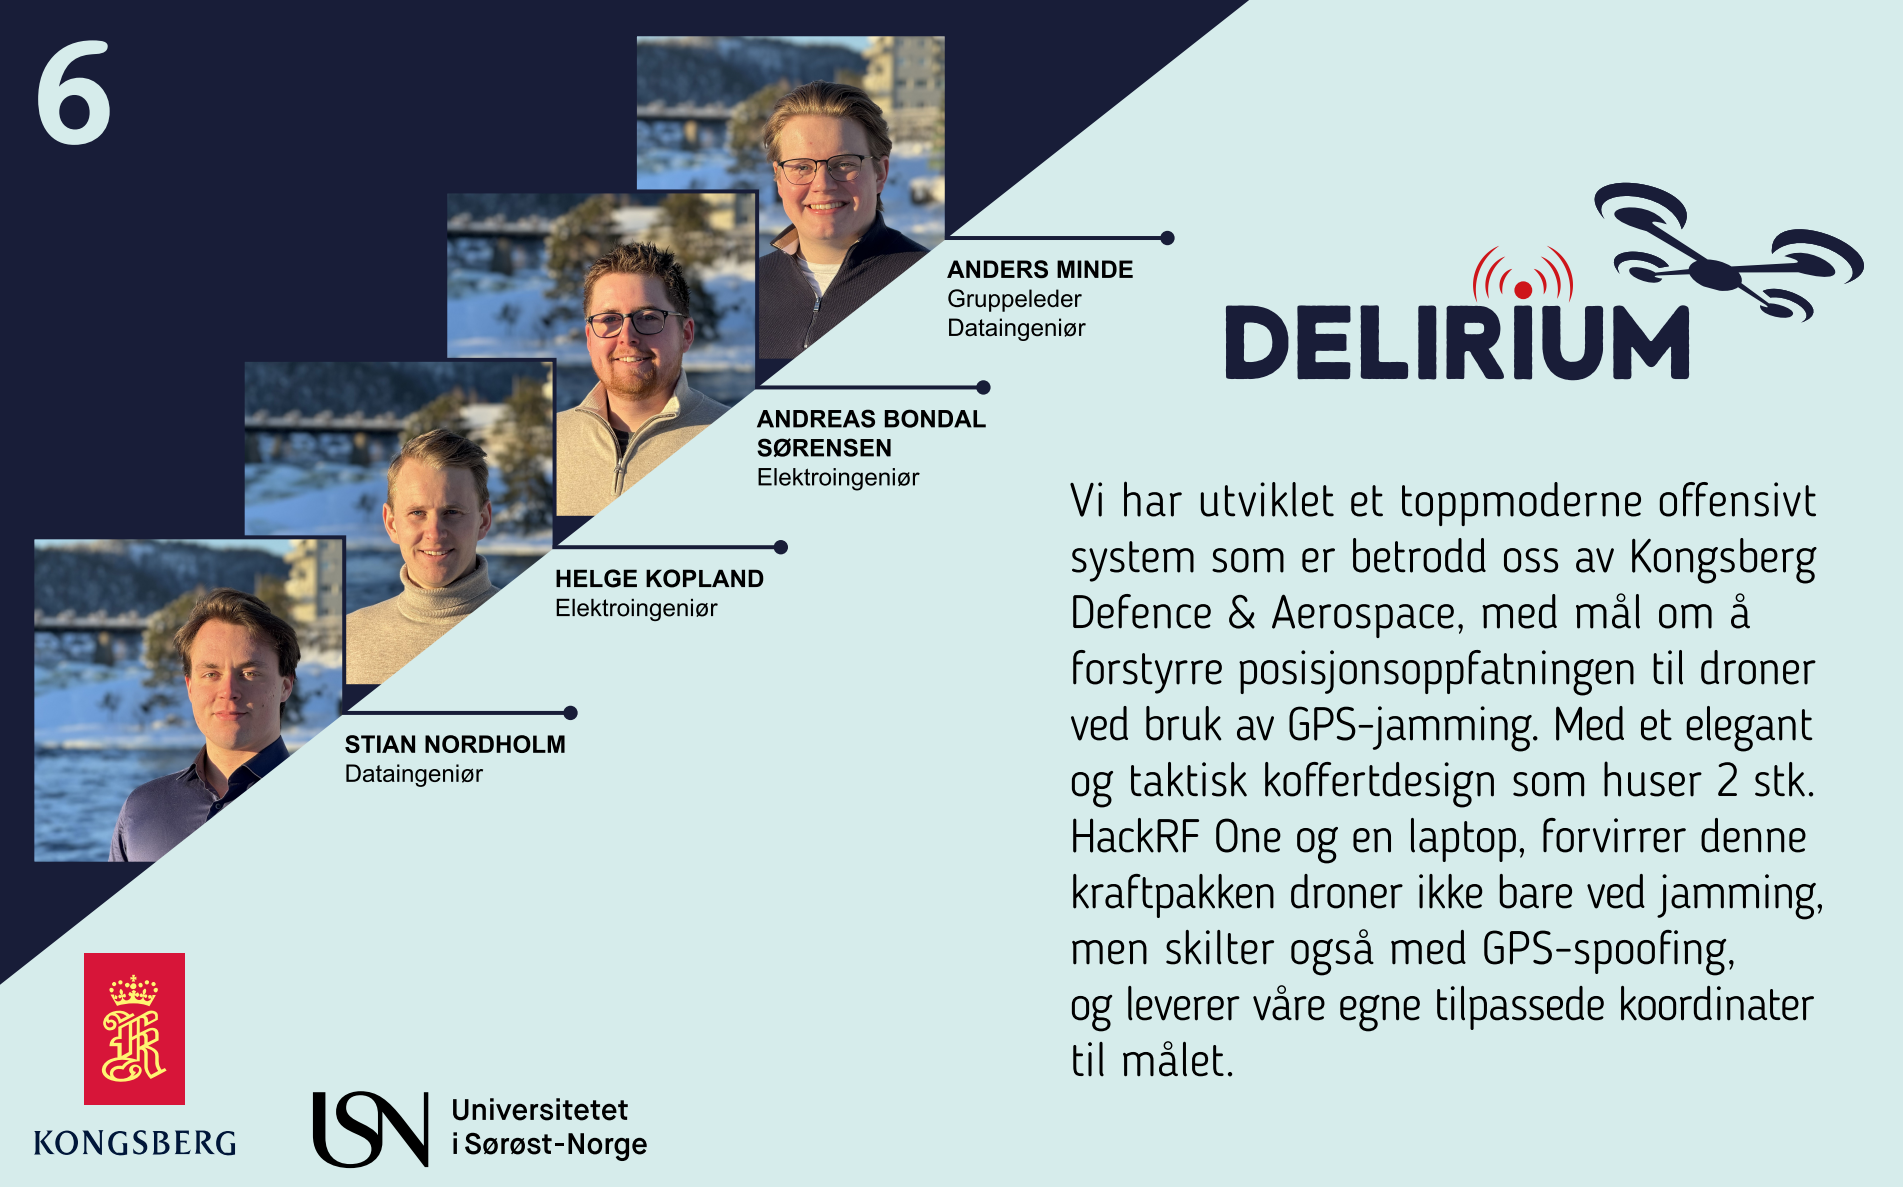 6
ANDERS MINDE
Gruppeleder
Dataingeniør
ANDREAS BONDAL
SØRENSEN
Elektroingeniør
HELGE KOPLAND
Elektroingeniør
STIAN NORDHOLM
Dataingeniør
DELIRIUM
Vi har utviklet et toppmoderne offensivt
system som er betrodd oss av Kongsberg
Defence & Aerospace, med mål om å
forstyrre posisjonsoppfatningen til droner
ved bruk av GPS-jamming. Med et elegant
og taktisk koffertdesign som huser 2 stk.
HackRF One og en laptop, forvirrer denne
kraftpakken droner ikke bare ved jamming,
men skilter også med GPS-spoofing,
og leverer våre egne tilpassede koordinater
til målet.
KONGSBERG
USN
Universitetet
i Sørøst-Norge